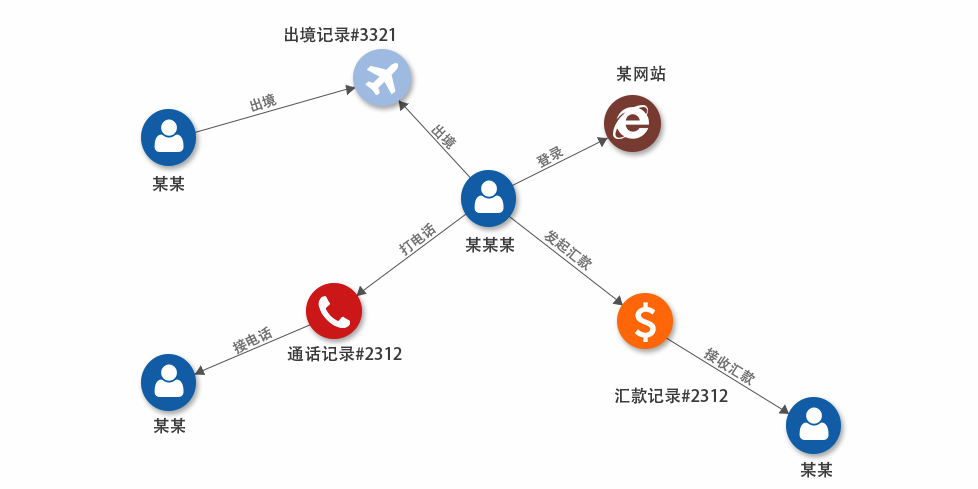 出境记录#3321
某网站
出境
出境
登录
某某
某某某
打电话
发起汇款
接电话
通话记录#2312
接收汇款
汇款记录#2312
某某
某某